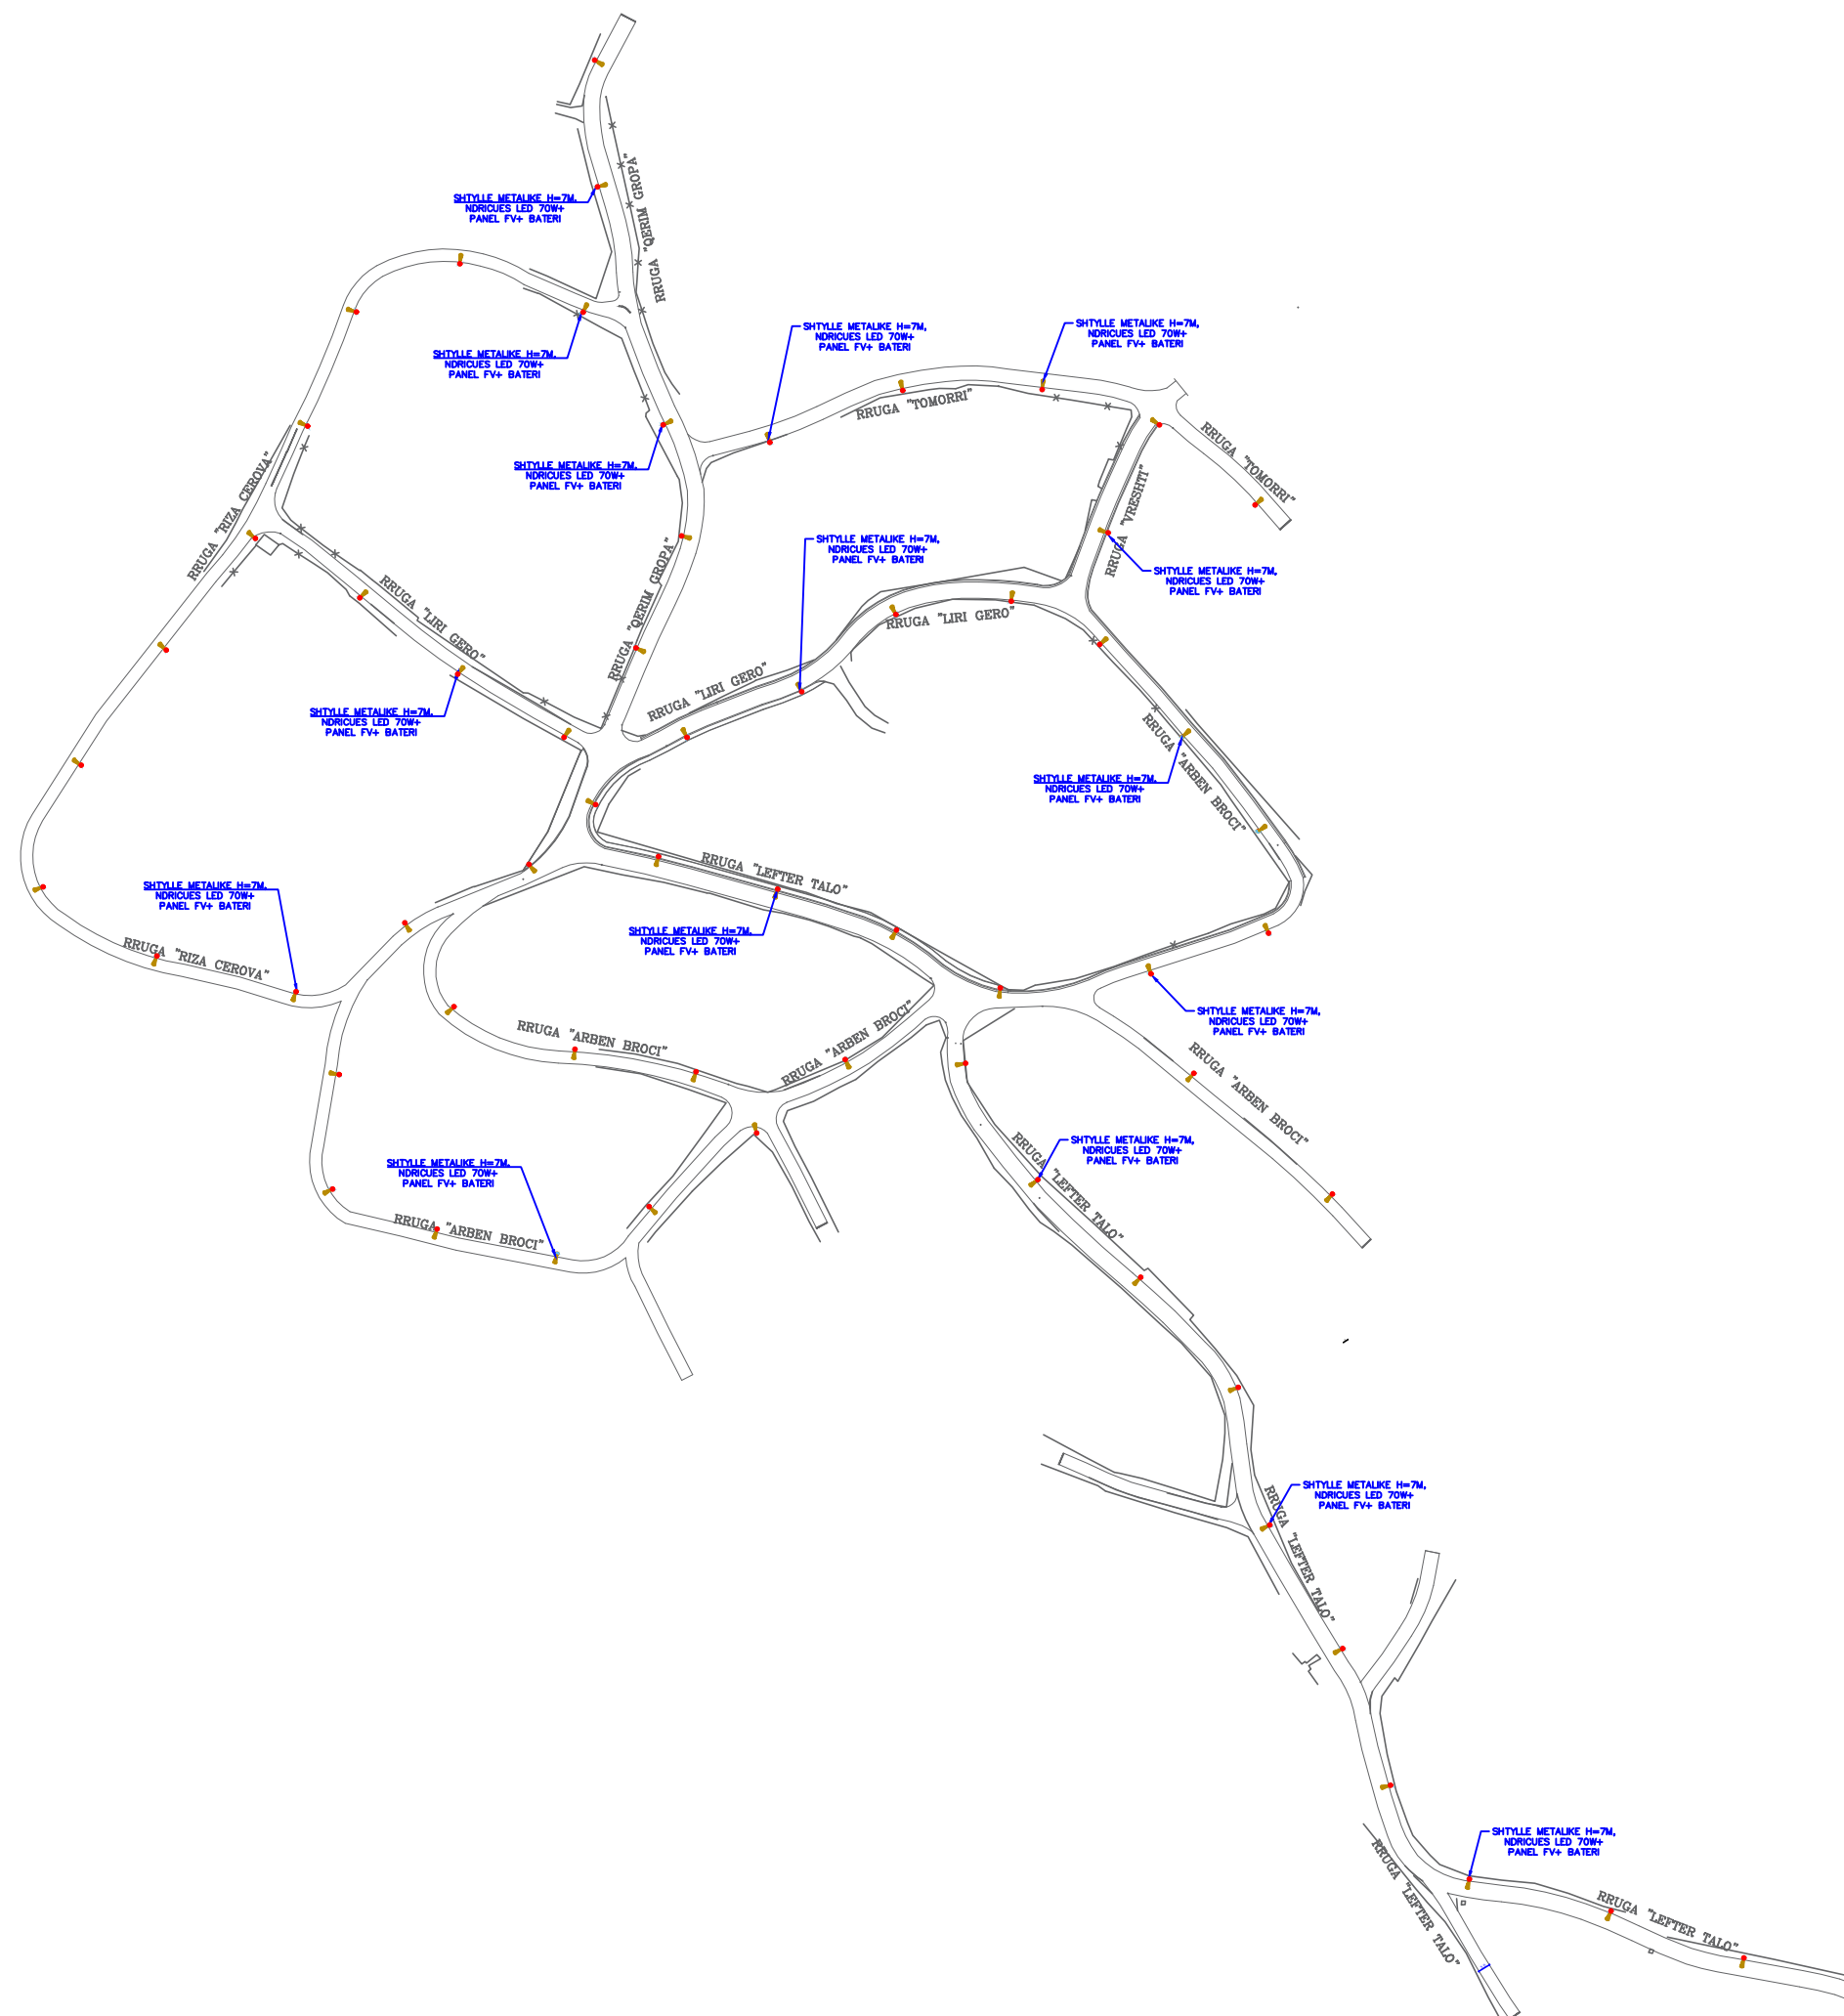 RRUGA "QERIM GROPA"
SHTYLLE METALIKE H=7M,
NDRICUES LED 70W+
PANEL FV+ BATERI
SHTYLLE METALIKE H=7M,
NDRICUES LED 70W+
PANEL FV+ BATERI
SHTYLLE METALIKE H=7M,
NDRICUES LED 70W+
PANEL FV+ BATERI
SHTYLLE METALIKE H=7M,
NDRICUES LED 70W+
PANEL FV+ BATERI
RRUGA "TOMORRI"
RRUGA "TOMORRI"
SHTYLLE METALIKE H=7M,
NDRICUES LED 70W+
PANEL FV+ BATERI
RRUGA "RIZA CEROVA"
RRUGA "VRESHTI"
SHTYLLE METALIKE H=7M,
NDRICUES LED 70W+
PANEL FV+ BATERI
RRUGA "QERIM GROPA"
SHTYLLE METALIKE H=7M,
NDRICUES LED 70W+
PANEL FV+ BATERI
RRUGA "LIRI GERO"
RRUGA "LIRI GERO"
RRUGA "LIRI GERO"
SHTYLLE METALIKE H=7M,
NDRICUES LED 70W+
PANEL FV+ BATERI
RRUGA "ARBEN BROCI"
SHTYLLE METALIKE H=7M,
NDRICUES LED 70W+
PANEL FV+ BATERI
RRUGA "LEFTER TALO"
SHTYLLE METALIKE H=7M,
NDRICUES LED 70W+
PANEL FV+ BATERI
SHTYLLE METALIKE H=7M,
NDRICUES LED 70W+
PANEL FV+ BATERI
RRUGA "RIZA CEROVA"
SHTYLLE METALIKE H=7M,
NDRICUES LED 70W+
PANEL FV+ BATERI
RRUGA "ARBEN BROCI"
RRUGA "ARBEN BROCI"
RRUGA "ARBEN BROCI"
SHTYLLE METALIKE H=7M,
NDRICUES LED 70W+
PANEL FV+ BATERI
SHTYLLE METALIKE H=7M,
NDRICUES LED 70W+
PANEL FV+ BATERI
RRUGA "LEFTER TALO"
RRUGA "ARBEN BROCI"
SHTYLLE METALIKE H=7M,
NDRICUES LED 70W+
PANEL FV+ BATERI
RRUGA "LEFTER TALO"
SHTYLLE METALIKE H=7M,
NDRICUES LED 70W+
PANEL FV+ BATERI
RRUGA "LEFTER TALO"
RRUGA "LEFTER TALO"